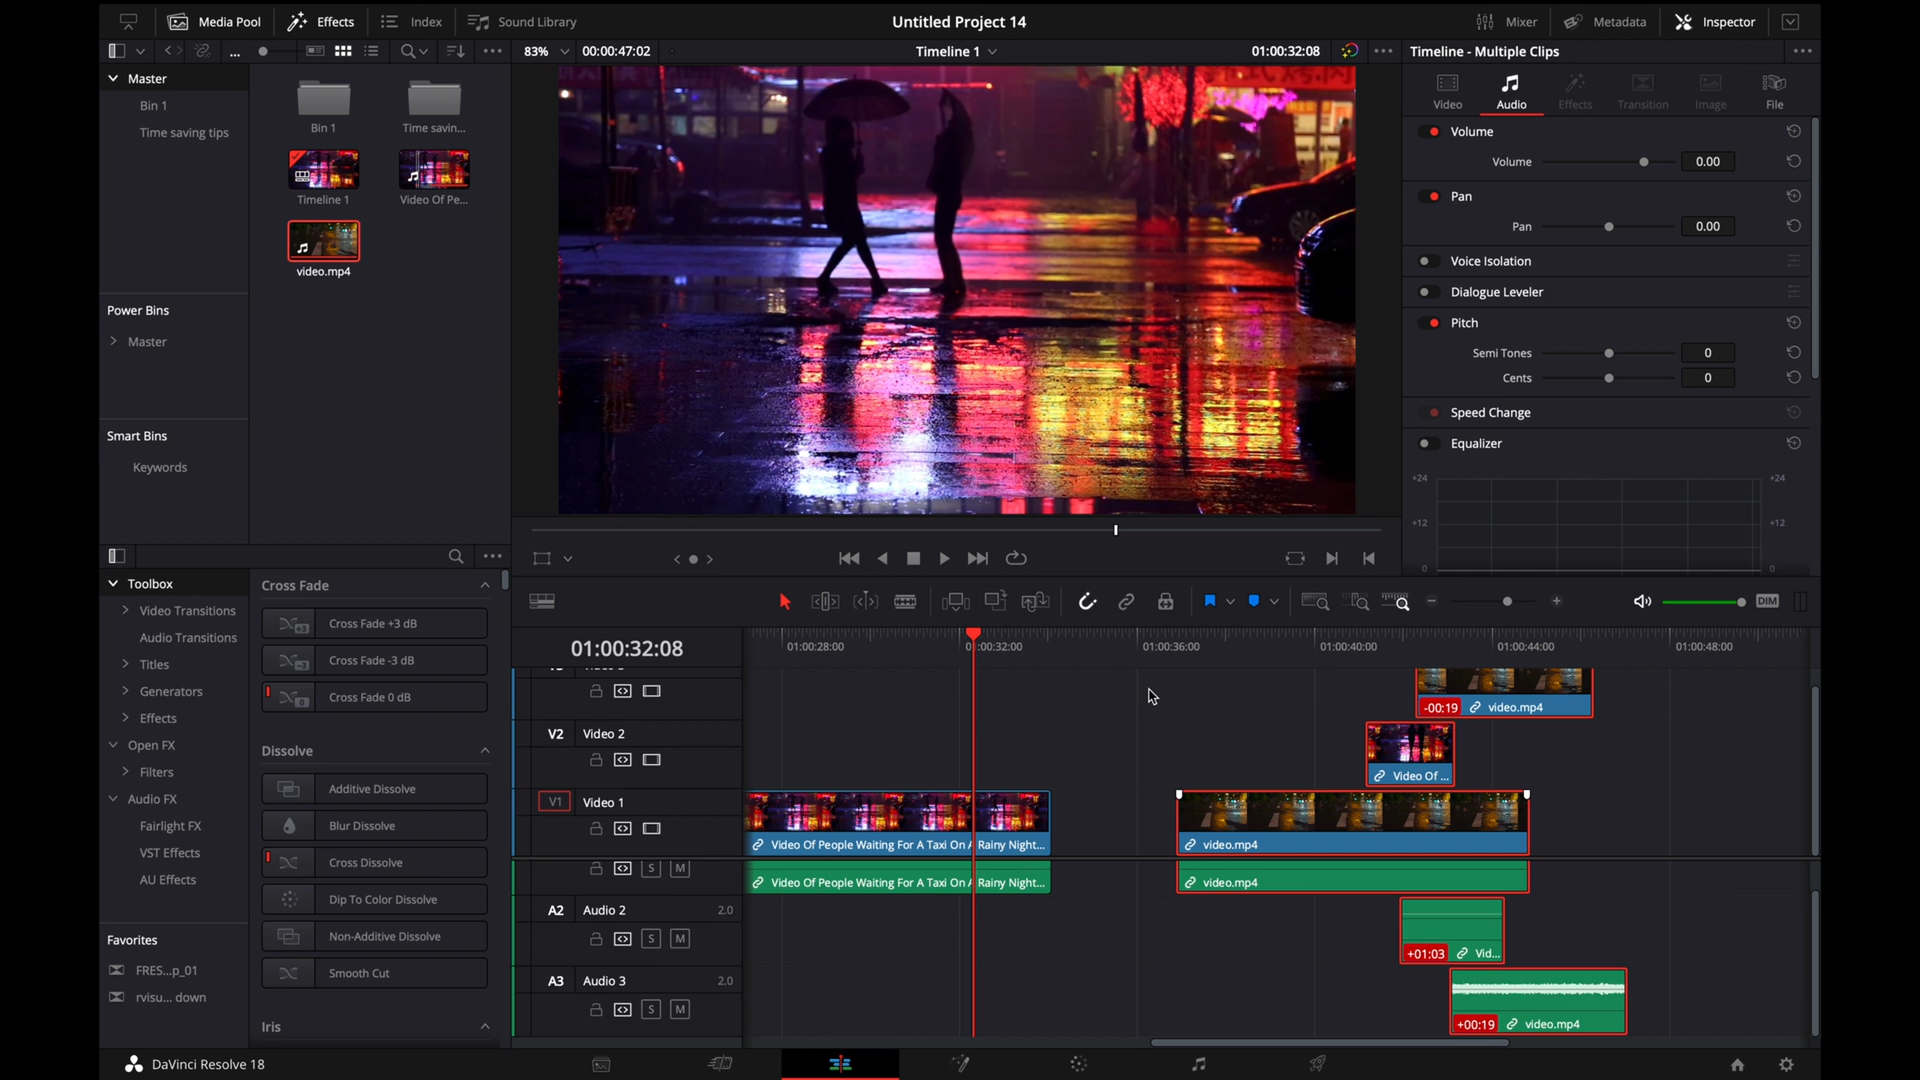 Media Pool
Effects
Index
Sound Library
Untitled Project 14
Mixer
Metadata
Inspector
...
83%
00:00:47:02
Timeline 1
01:00:32:08
Timeline - Multiple Clips
Master
Bin 1
Time saving tips
Bin 1
Time savin...
Timeline 1
Video Of Pe...
video.mp4
Power Bins
Master
Smart Bins
Keywords
Video
Audio
Effects
Transition
Image
File
Volume
Volume
0.00
Pan
Pan
0.00
Voice Isolation
Dialogue Leveler
Pitch
Semi Tones
0
Cents
0
Speed Change
Equalizer
+24
+24
+12
+12
0
0
Toolbox
Video Transitions
Audio Transitions
Titles
Generators
Effects
Open FX
Filters
Audio FX
Fairlight FX
VST Effects
AU Effects
Favorites
FRES...p_01
rvisu... down
Cross Fade
+3
Cross Fade +3 dB
-3
Cross Fade -3 dB
0
Cross Fade 0 dB
Dissolve
Additive Dissolve
Blur Dissolve
Cross Dissolve
Dip To Color Dissolve
Non-Additive Dissolve
Smooth Cut
Iris
DIM
01:00:32:08
01:00:28:00
01:00:32:00
01:00:36:00
01:00:40:00
01:00:44:00
01:00:48:00
-00:19
video.mp4
V2
Video 2
Video Of ...
V1
Video 1
Video Of People Waiting For A Taxi On A Rainy Night...
video.mp4
S
M
Video Of People Waiting For A Taxi On A Rainy Night...
video.mp4
A2
Audio 2
2.0
S
M
+01:03
Vid...
A3
Audio 3
2.0
S
M
+00:19
video.mp4
DaVinci Resolve 18